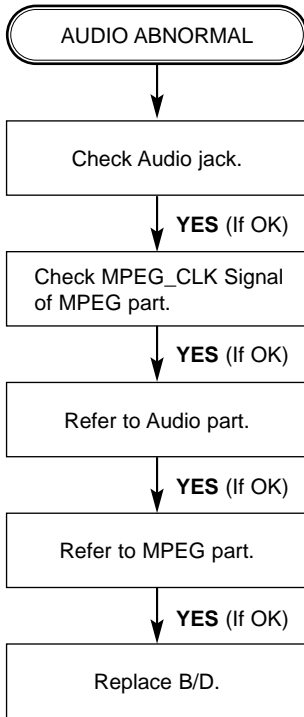 AUDIO ABNORMAL
Check Audio jack.
YES (If OK)
Check MPEG_CLK Signal
of MPEG part.
YES (If OK)
Refer to Audio part.
YES (If OK)
Refer to MPEG part.
YES (If OK)
Replace B/D.